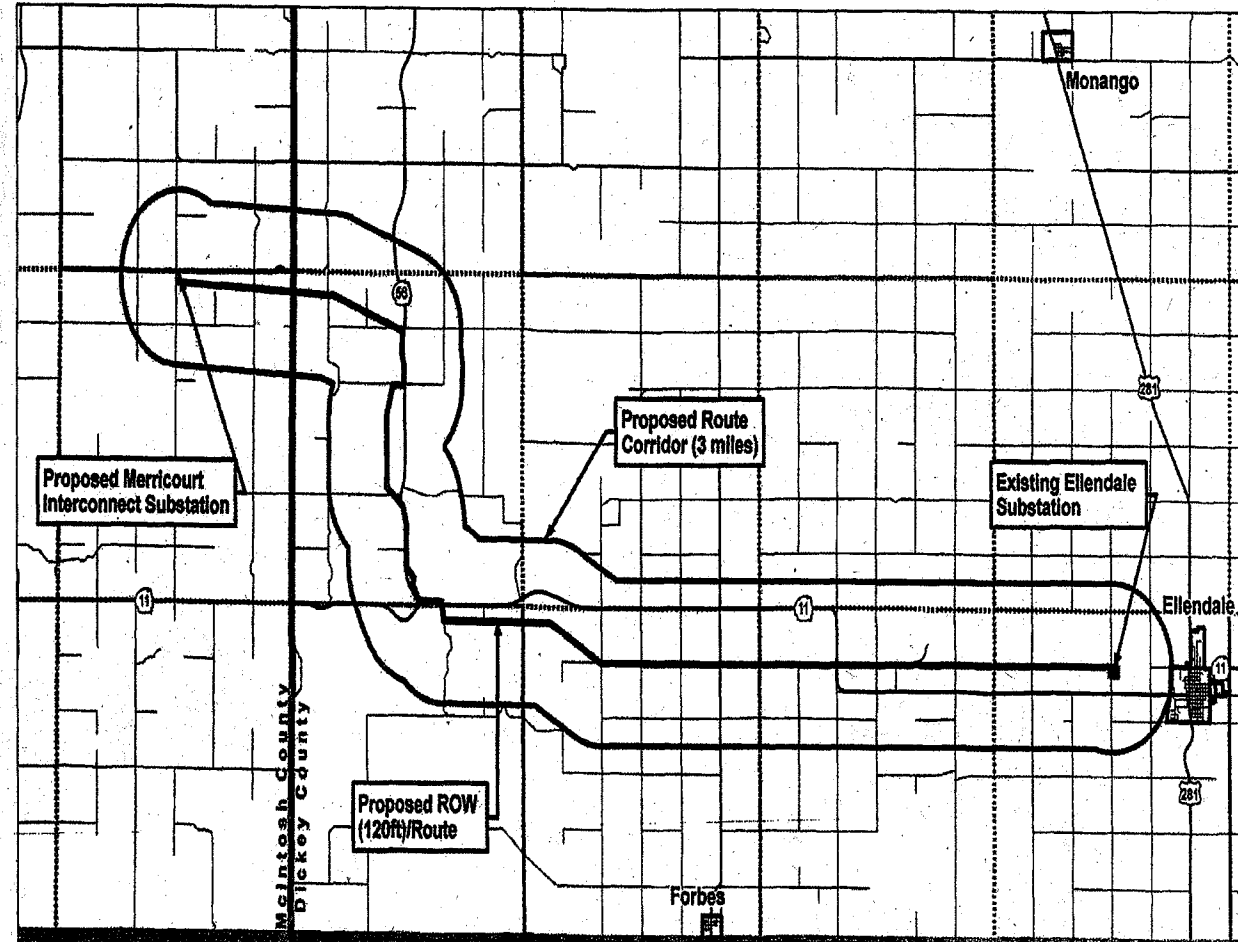 Monango
56
281
Proposed Route
Corridor (3 miles)
Proposed Merricourt
Interconnect Substation
Existing Ellendale
Substation
11
11
Ellendale
11
McIntosh County
Dickey County
Proposed ROW
(120ft)/Route
281
Forbes